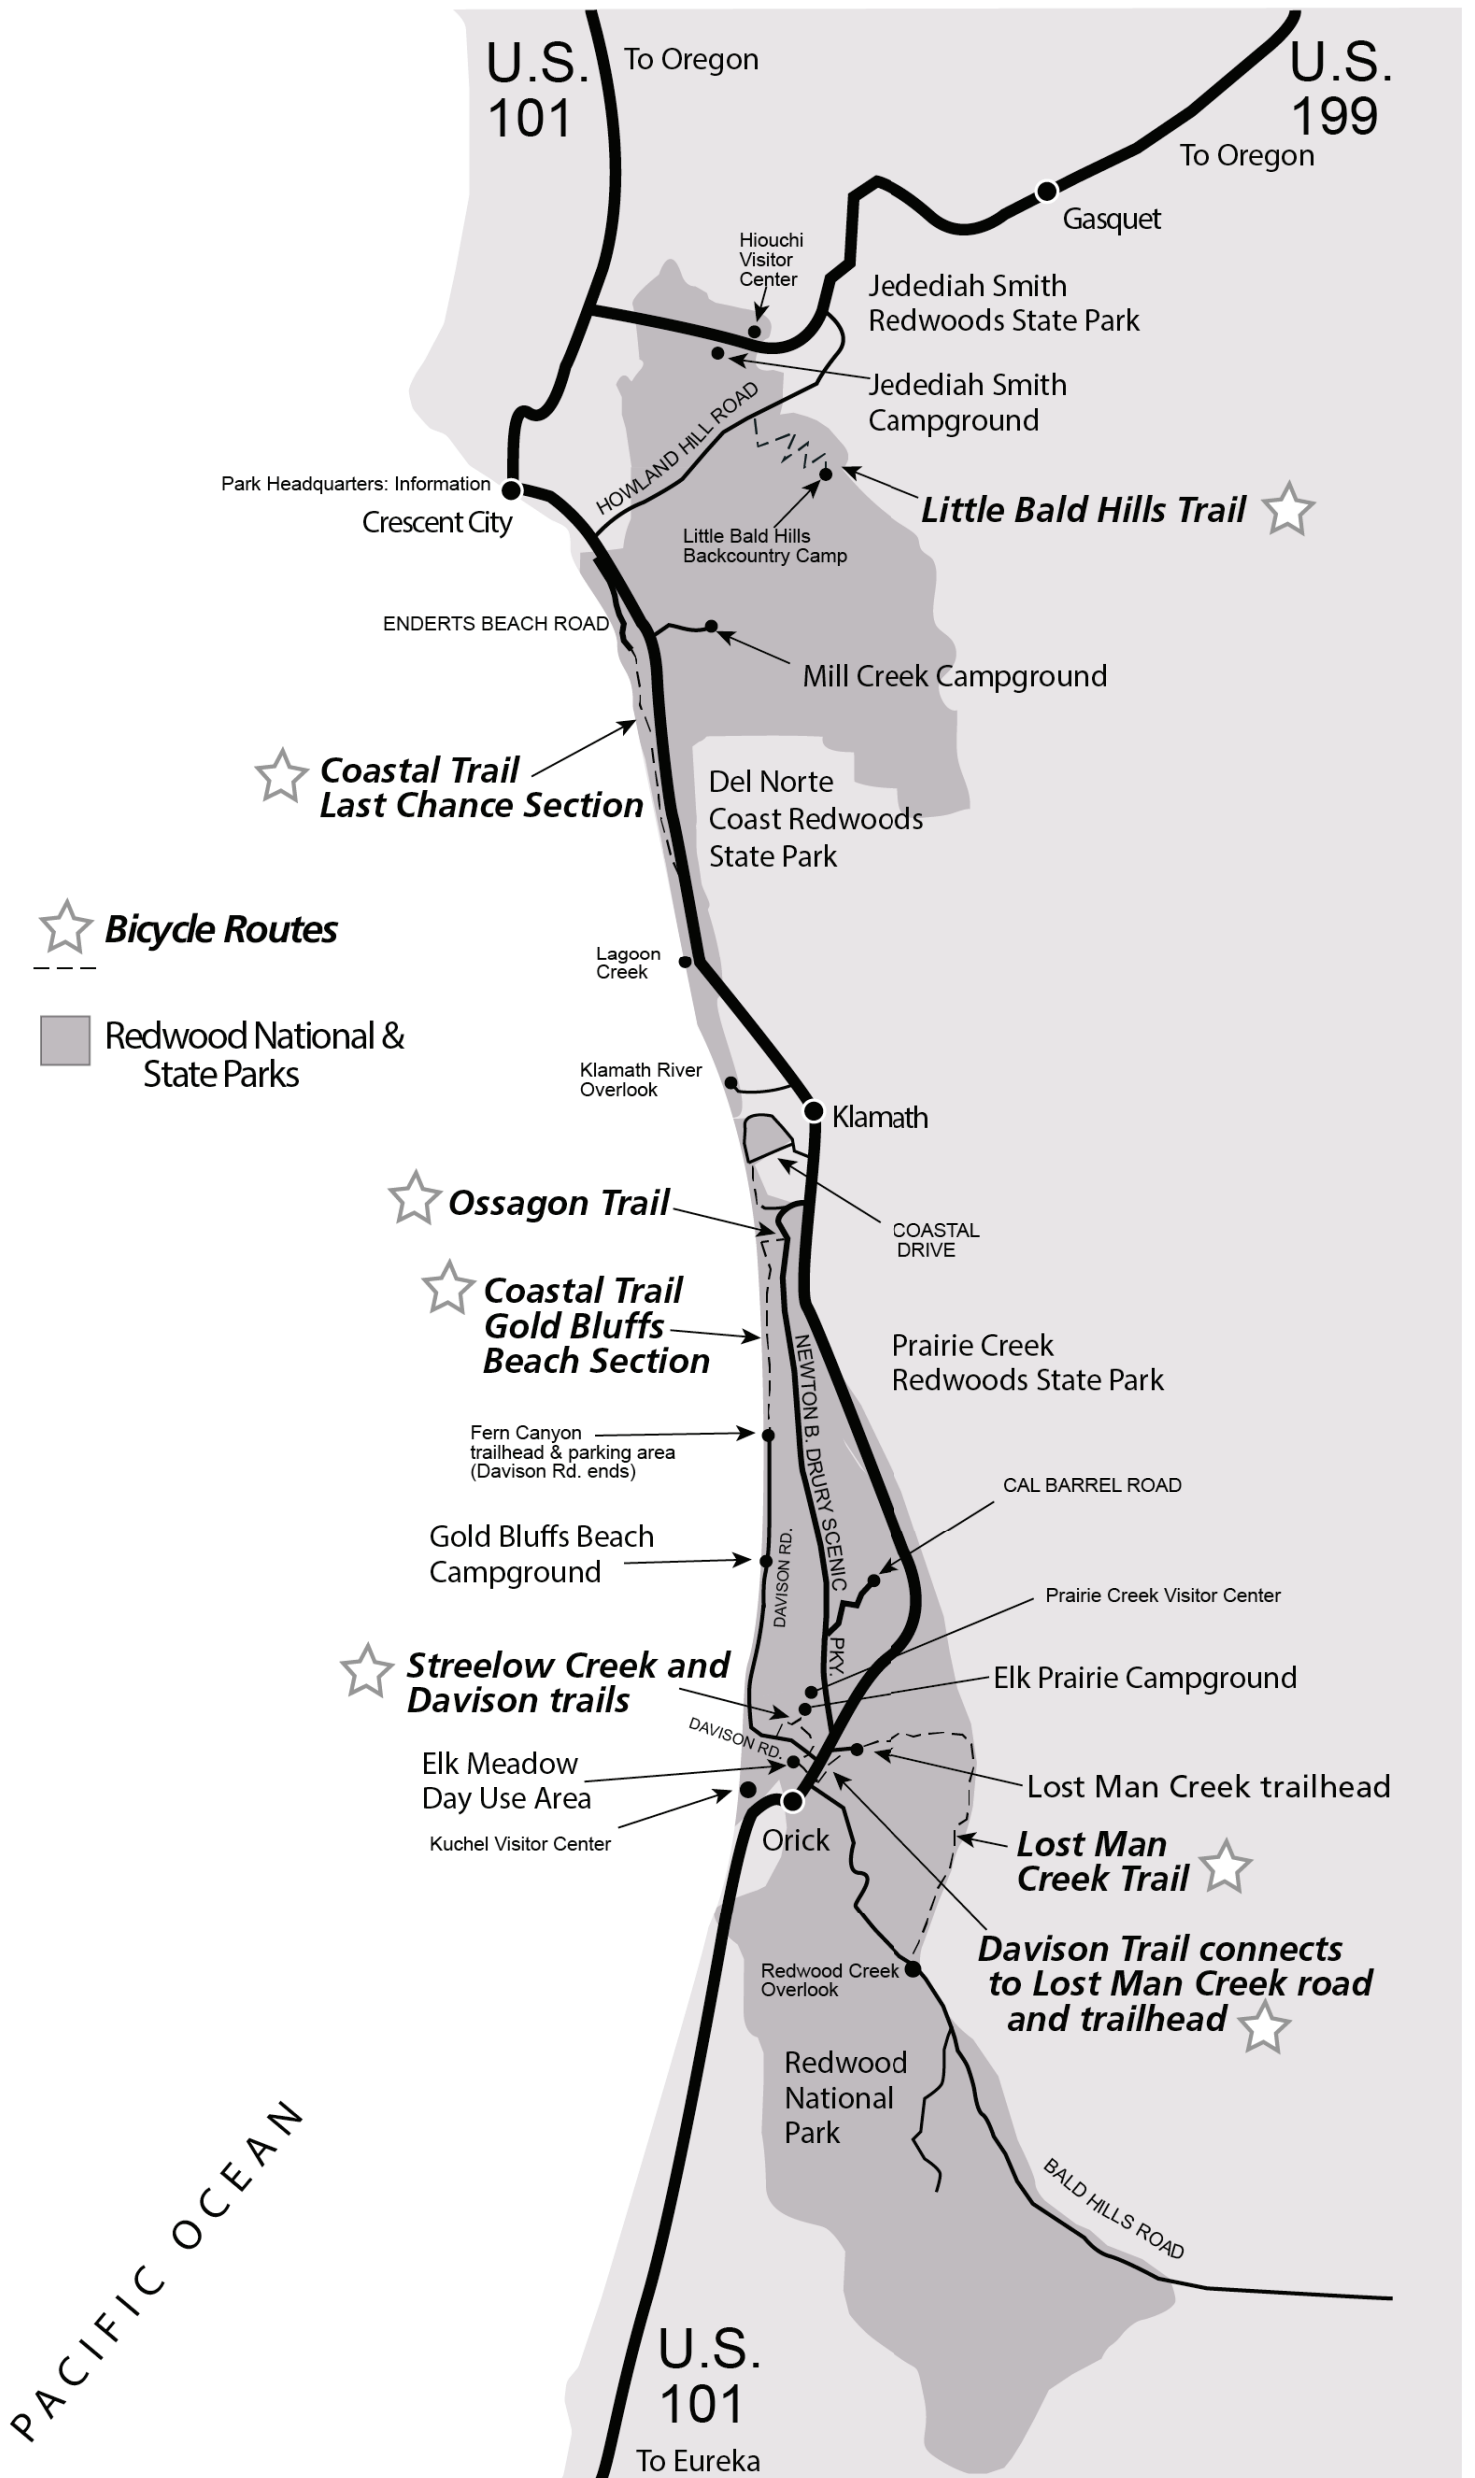 U.S.
101
To Oregon
U.S.
199
To Oregon
Gasquet
Hiouchi
Visitor
Center
Jedediah Smith
Redwoods State Park
Jedediah Smith
Campground
HOWLAND HILL ROAD
Park Headquarters: Information
Crescent City
Little Bald Hills Trail
Little Bald Hills
Backcountry Camp
ENDERTS BEACH ROAD
Mill Creek Campground
Coastal Trail
Last Chance Section
Del Norte
Coast Redwoods
State Park
Bicycle Routes
Lagoon
Creek
Redwood National &
State Parks
Klamath River
Overlook
Klamath
Ossagon Trail
COASTAL
DRIVE
Coastal Trail
Gold Bluffs
Beach Section
NEWTON B. DRURY SCENIC
PKY.
Prairie Creek
Redwoods State Park
Fern Canyon
trailhead & parking area
(Davison Rd. ends)
CAL BARREL ROAD
Gold Bluffs Beach
Campground
DAVISON RD.
Prairie Creek Visitor Center
Streelow Creek and
Davison trails
Elk Prairie Campground
DAVISON RD.
Elk Meadow
Day Use Area
Lost Man Creek trailhead
Kuchel Visitor Center
Orick
Lost Man
Creek Trail
Davison Trail connects
to Lost Man Creek road
and trailhead
Redwood Creek
Overlook
Redwood
National
Park
BALD HILLS ROAD
PACIFIC OCEAN
U.S.
101
To Eureka